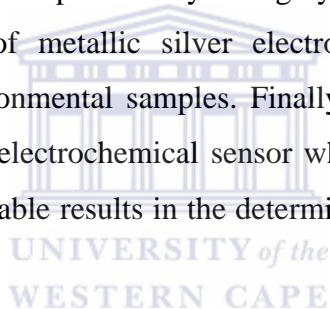 of metallic silver electro
onmental samples. Finally
electrochemical sensor wh
able results in the determi
UNIVERSITY of the
WESTERN CAPE